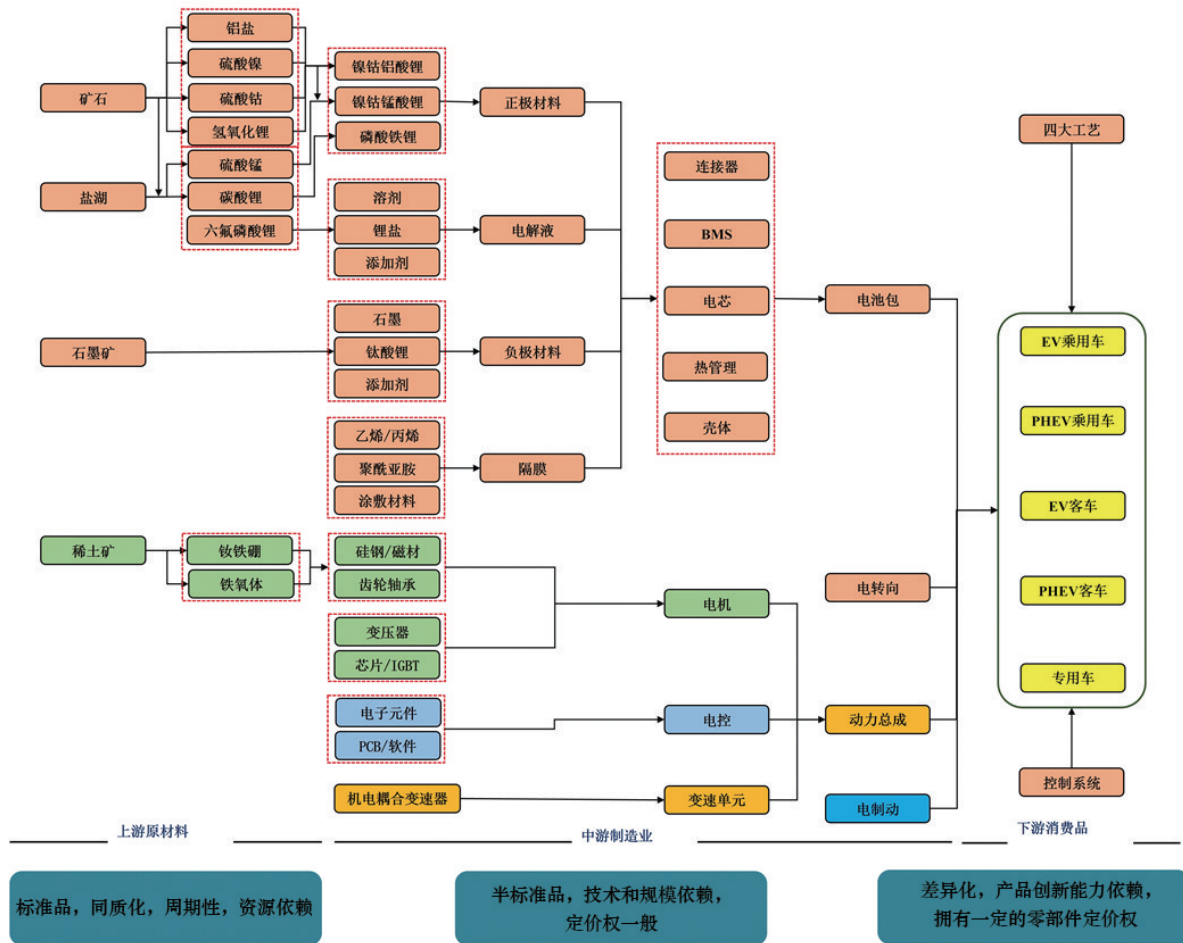 矿石
盐湖
石墨矿
稀土矿
铝盐
硫酸镍
硫酸钴
氢氧化锂
硫酸锰
碳酸锂
六氟磷酸锂
钕铁硼
铁氧体
镍钴铝酸锂
镍钴锰酸锂
磷酸铁锂
溶剂
锂盐
添加剂
石墨
钛酸锂
添加剂
乙烯/丙烯
聚酰亚胺
涂敷材料
硅钢/磁材
齿轮轴承
变压器
芯片/IGBT
电子元件
PCB/软件
机电耦合变速器
正极材料
电解液
负极材料
隔膜
连接器
BMS
电芯
热管理
壳体
电机
电控
变速单元
电池包
电转向
动力总成
电制动
四大工艺
EV乘用车
PHEV乘用车
EV客车
PHEV客车
专用车
控制系统
上游原材料
中游制造业
下游消费品
标准品，同质化，周期性，资源依赖
半标准品，技术和规模依赖，
定价权一般
差异化，产品创新能力依赖，
拥有一定的零部件定价权